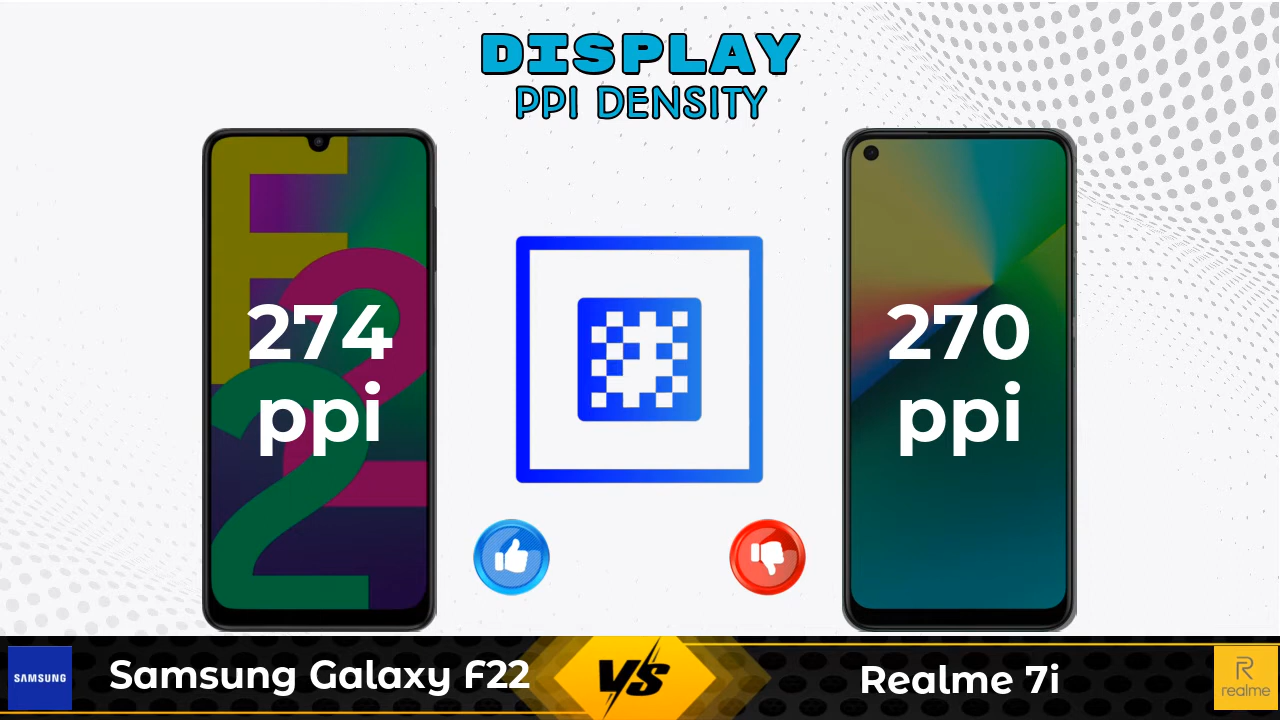 DISPLAY
PPI DENSITY
274
ppi
270
ppi
SAMSUNG
Samsung Galaxy F22
VS
Realme 7i
R
realme